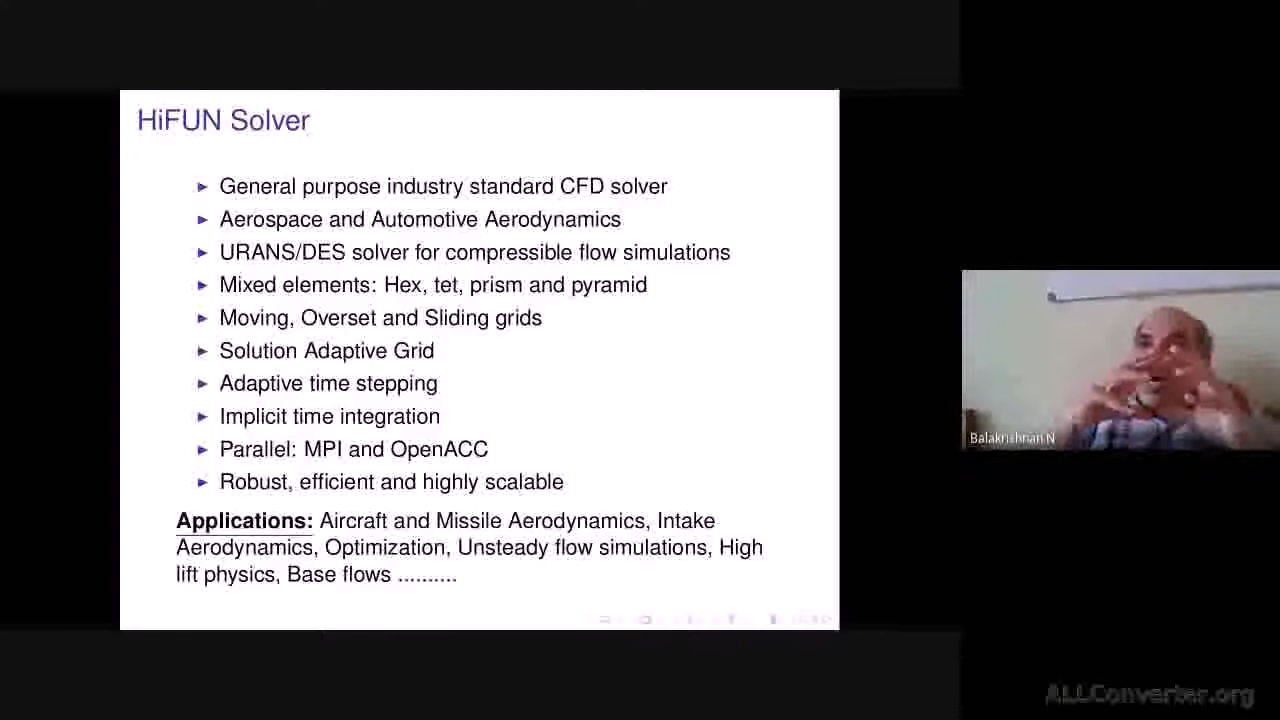 HiFUN Solver
General purpose industry standard CFD solver
Aerospace and Automotive Aerodynamics
URANS/DES solver for compressible flow simulations
Mixed elements: Hex, tet, prism and pyramid
Moving, Overset and Sliding grids
Solution Adaptive Grid
Adaptive time stepping
Implicit time integration
Parallel: MPI and OpenACC
Robust, efficient and highly scalable
Applications: Aircraft and Missile Aerodynamics, Intake
Aerodynamics, Optimization, Unsteady flow simulations, High
lift physics, Base flows ..........
Balakrishnan N
ALLConverter.org